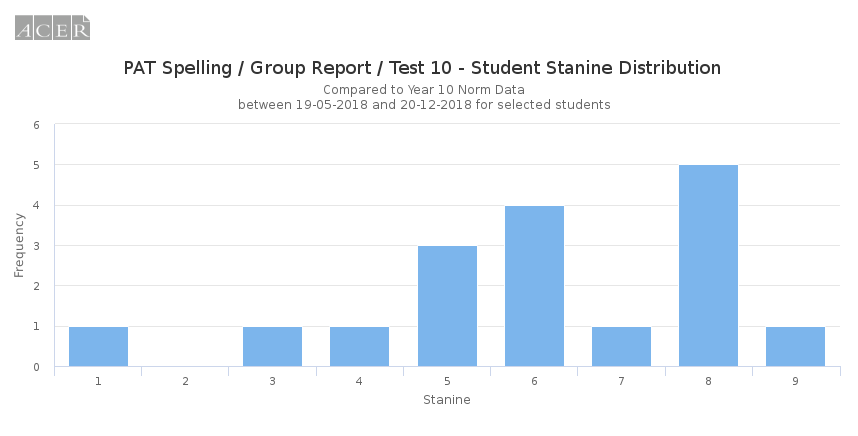 ACER
PAT Spelling / Group Report / Test 10 - Student Stanine Distribution
Compared to Year 10 Norm Data
between 19-05-2018 and 20-12-2018 for selected students
Frequency
6
5
4
3
2
1
0
1 2 3 4 5 6 7 8 9
Stanine